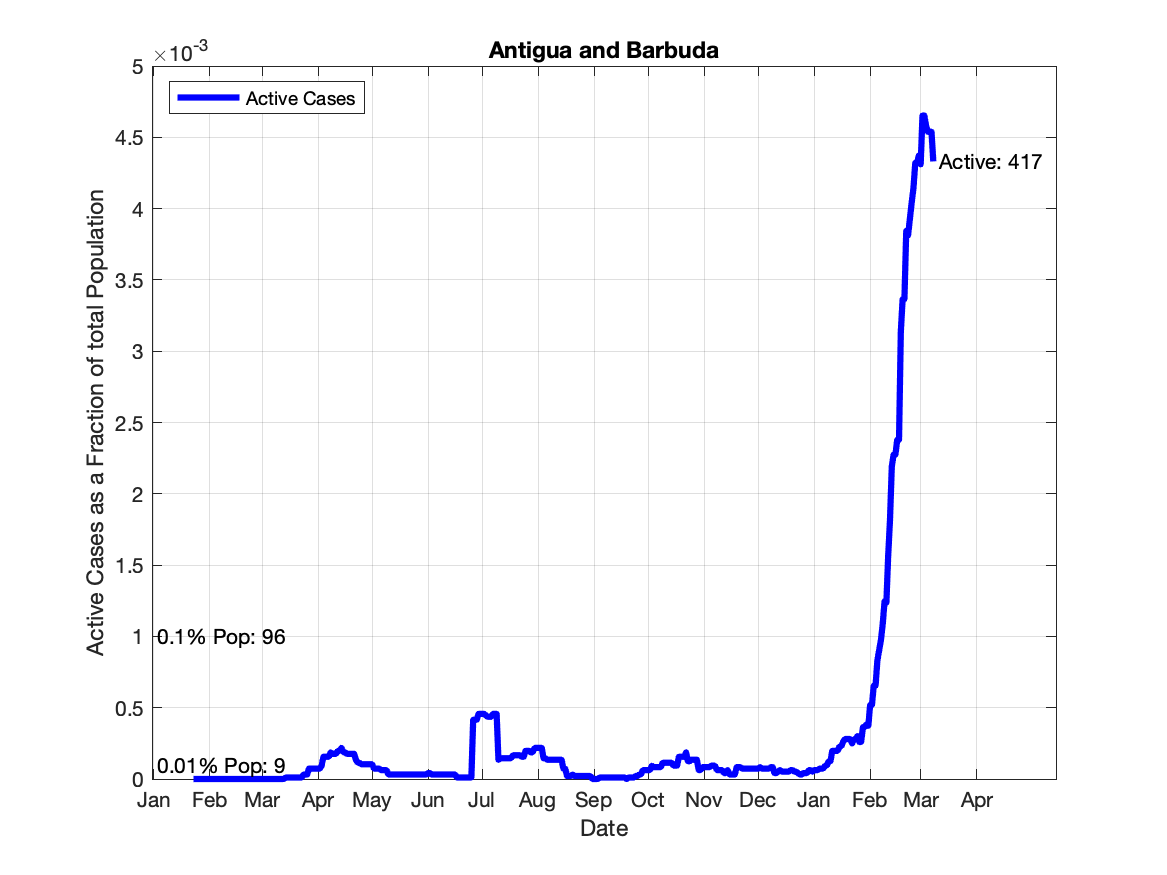 Antigua and Barbuda
×10-3
Active Cases
5
4.5
4
3.5
3
2.5
2
1.5
1
0.5
0
Active Cases as a Fraction of total Population
Active: 417
0.1% Pop: 96
0.01% Pop: 9
Jan Feb Mar Apr May Jun Jul Aug Sep Oct Nov Dec Jan Feb Mar Apr
Date